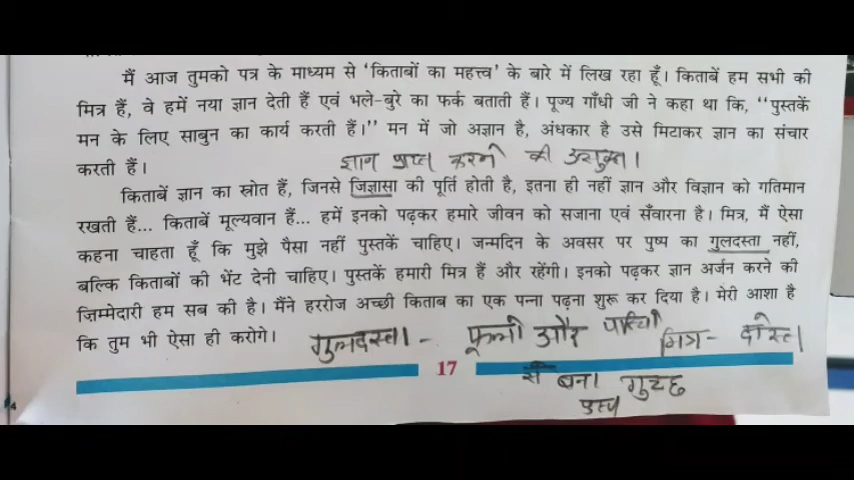 मैं आज तुमको पत्र के माध्यम से 'किताबों का महत्त्व' के बारे में लिख रहा हूँ। किताबें हम सभी की
मित्र हैं, वे हमें नया ज्ञान देती हैं एवं भले-बुरे का फर्क बताती हैं। पूज्य गाँधी जी ने कहा था कि, "पुस्तकें
मन के लिए साबुन का कार्य करती हैं।" मन में जो अज्ञान है, अंधकार है उसे मिटाकर ज्ञान का संचार
करती हैं।
ज्ञान प्राप्त करने की
किताबें ज्ञान का स्रोत हैं, जिनसे जिज्ञासा की पूर्ति होती है, इतना ही नहीं ज्ञान और विज्ञान को गतिमान
रखती हैं... किताबें मूल्यवान हैं... हमें इनको पढ़कर हमारे जीवन को सजाना एवं सँवारना है। मित्र, मैं ऐसा
कहना चाहता हूँ कि मुझे पैसा नहीं पुस्तकें चाहिए। जन्मदिन के अवसर पर पुष्प का गुलदस्ता नहीं,
बल्कि किताबों की भेंट देनी चाहिए। पुस्तकें हमारी मित्र हैं और रहेंगी। इनको पढ़कर ज्ञान अर्जन करने की
ज़िम्मेदारी हम सब की है। मैंने हररोज अच्छी किताब का एक पन्ना पढ़ना शुरू कर दिया है। मेरी आशा है
कि तुम भी ऐसा ही करोगे।
गुलदस्ता - फूलों और
मित्र - दोस्त
17
से बना गुच्छ